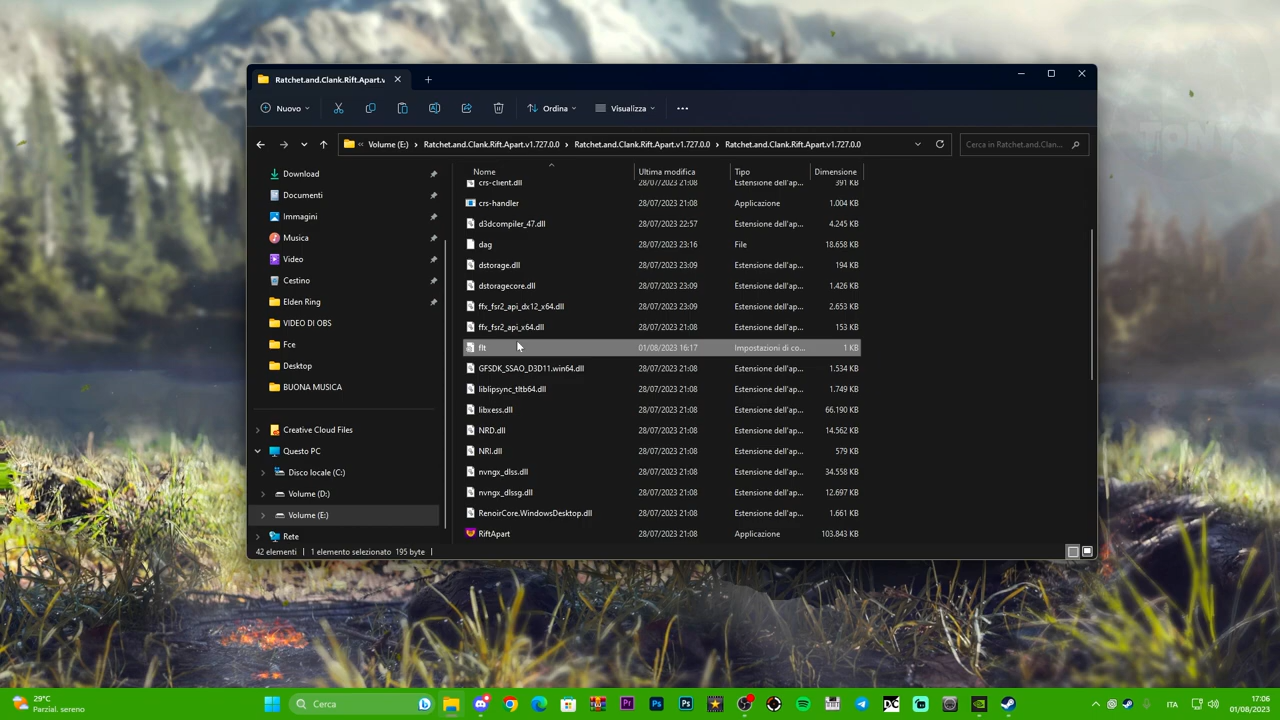 Ratchet.and.Clank.Rift.Apart.v
Nuovo
Ordina
Visualizza
Volume (E:) Ratchet.and.Clank.Rift.Apart.v1.727.0.0 Ratchet.and.Clank.Rift.Apart.v1.727.0.0 Ratchet.and.Clank.Rift.Apart.v1.727.0.0
Cerca in Ratchet.and.Clan...
Download
Documenti
Immagini
Musica
Video
Cestino
Elden Ring
VIDEO DI OBS
Fce
Desktop
BUONA MUSICA
Creative Cloud Files
Questo PC
Disco locale (C:)
Volume (D:)
Volume (E:)
Rete
Nome Ultima modifica Tipo Dimensione
crs-client.dll 28/07/2023 21:08 Estensione dell'ap... 391 KB
crs-handler 28/07/2023 21:08 Applicazione 1.004 KB
d3dcompiler_47.dll 28/07/2023 22:57 Estensione dell'ap... 4.245 KB
dag 28/07/2023 23:16 File 18.658 KB
dstorage.dll 28/07/2023 23:09 Estensione dell'ap... 194 KB
dstoragecore.dll 28/07/2023 23:09 Estensione dell'ap... 1.426 KB
ffx_fsr2_api_dx12_x64.dll 28/07/2023 23:09 Estensione dell'ap... 2.653 KB
ffx_fsr2_api_x64.dll 28/07/2023 21:08 Estensione dell'ap... 153 KB
flt 01/08/2023 16:17 Impostazioni di co... 1 KB
GFSDK_SSAO_D3D11.win64.dll 28/07/2023 21:08 Estensione dell'ap... 1.534 KB
liblipsync_tltb64.dll 28/07/2023 21:08 Estensione dell'ap... 1.749 KB
libxess.dll 28/07/2023 21:08 Estensione dell'ap... 66.190 KB
NRD.dll 28/07/2023 21:08 Estensione dell'ap... 14.562 KB
NRI.dll 28/07/2023 21:08 Estensione dell'ap... 579 KB
nvngx_dlss.dll 28/07/2023 21:08 Estensione dell'ap... 34.558 KB
nvngx_dlssg.dll 28/07/2023 21:08 Estensione dell'ap... 12.697 KB
RenoirCore.WindowsDesktop.dll 28/07/2023 21:08 Estensione dell'ap... 1.661 KB
RiftApart 28/07/2023 21:08 Applicazione 103.843 KB
42 elementi 1 elemento selezionato 195 byte
29°C
Parzial. sereno
Cerca
Pr
Ps
Ps
ITA
17:06
01/08/2023